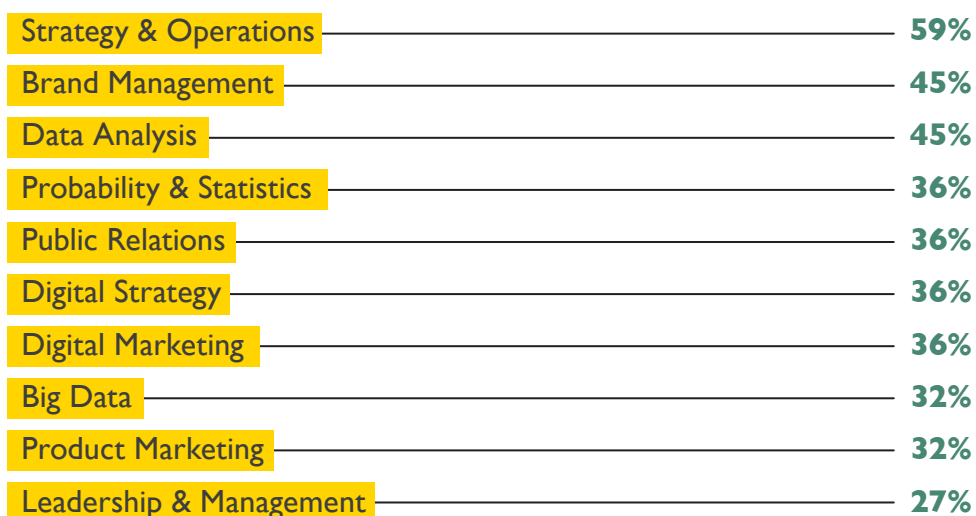 Strategy & Operations 59%
Brand Management 45%
Data Analysis 45%
Probability & Statistics 36%
Public Relations 36%
Digital Strategy 36%
Digital Marketing 36%
Big Data 32%
Product Marketing 32%
Leadership & Management 27%